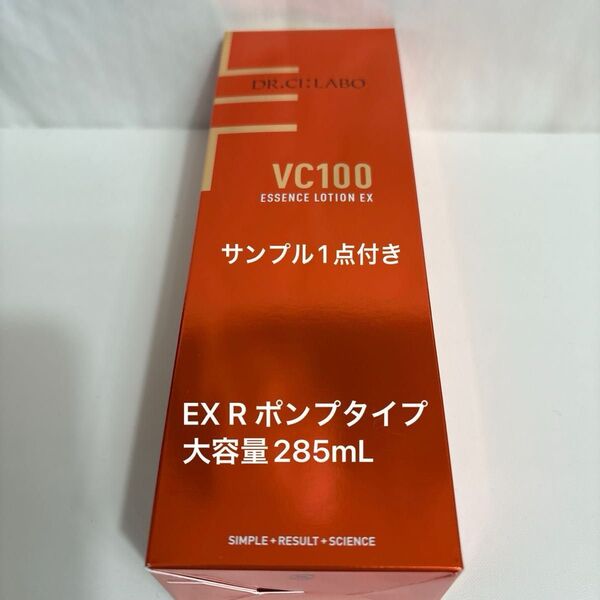 DR.CI:LABO
VC100
ESSENCE LOTION EX
サンプル1点付き
EX R ポンプタイプ
大容量285mL
SIMPLE+RESULT+SCIENCE